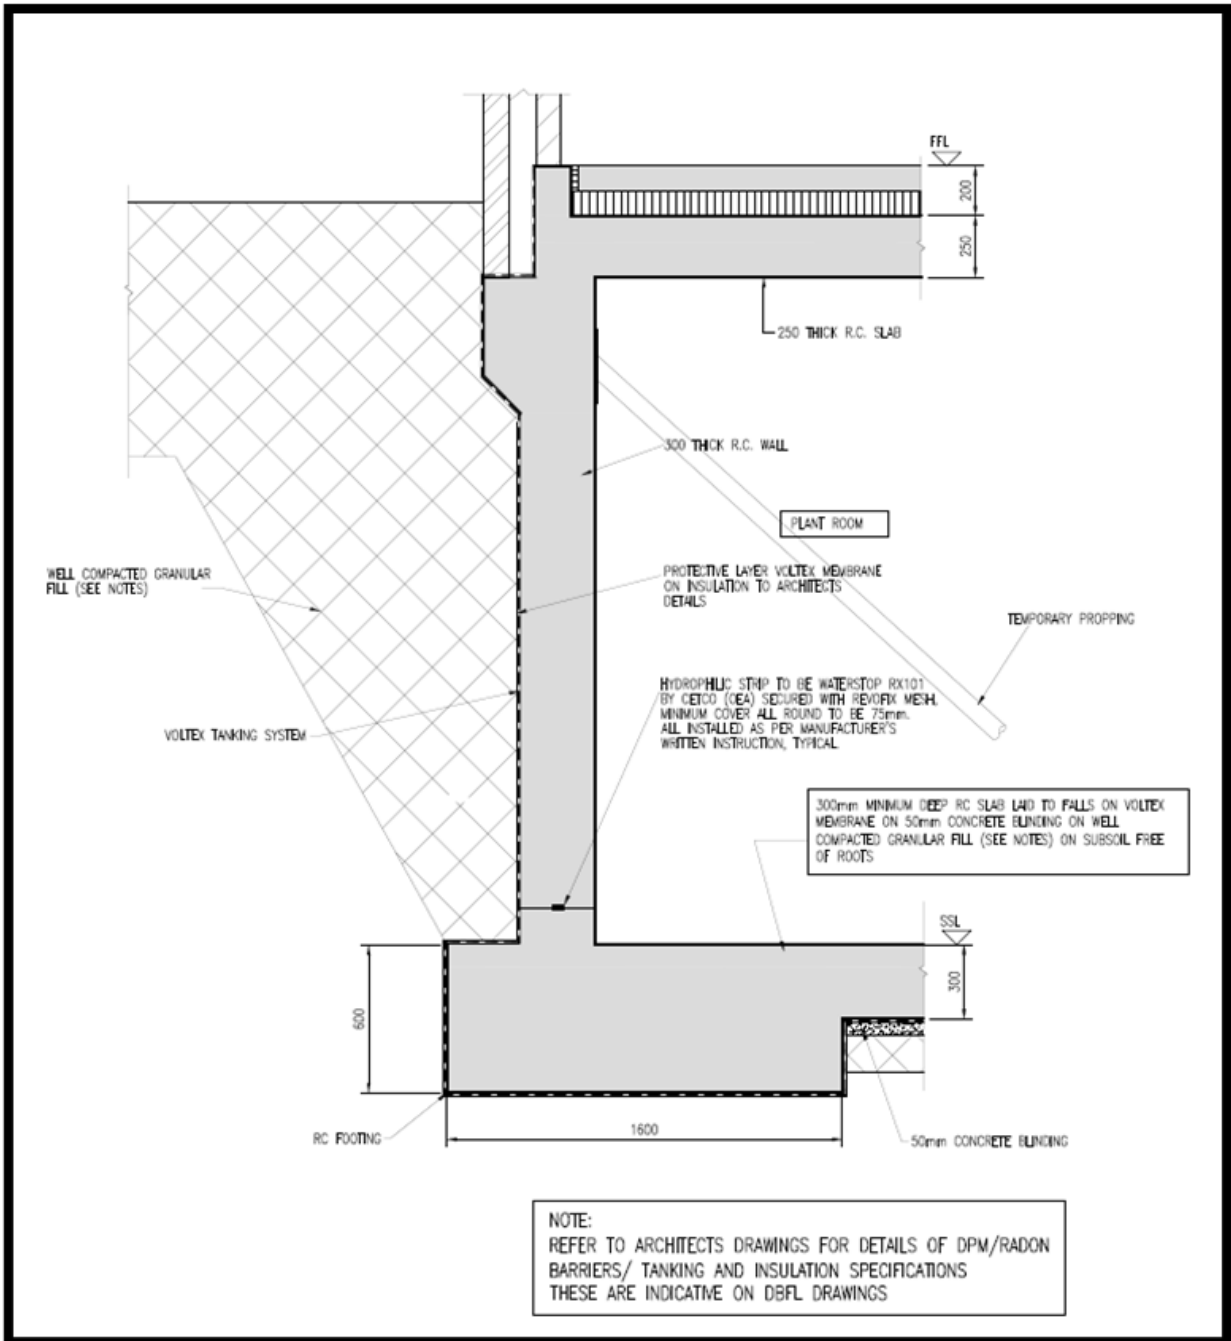 FFL
200
250
250 THICK R.C. SLAB
300 THICK R.C. WALL
PLANT ROOM
WELL COMPACTED GRANULAR
FILL (SEE NOTES)
PROTECTIVE LAYER VOLTEX MEMBRANE
ON INSULATION TO ARCHITECTS
DETAILS
TEMPORARY PROPPING
HYDROPHILIC STRIP TO BE WATERSTOP RX101
BY CETCO (OEA) SECURED WITH REVOFIX MESH.
MINIMUM COVER ALL ROUND TO BE 75mm.
ALL INSTALLED AS PER MANUFACTURER'S
WRITTEN INSTRUCTION, TYPICAL.
VOLTEX TANKING SYSTEM
300mm MINIMUM DEEP RC SLAB LAID TO FALLS ON VOLTEX
MEMBRANE ON 50mm CONCRETE BLINDING ON WELL
COMPACTED GRANULAR FILL (SEE NOTES) ON SUBSOIL FREE
OF ROOTS
SSL
300
600
1600
RC FOOTING
50mm CONCRETE BLINDING
NOTE:
REFER TO ARCHITECTS DRAWINGS FOR DETAILS OF DPM/RADON
BARRIERS/ TANKING AND INSULATION SPECIFICATIONS
THESE ARE INDICATIVE ON DBFL DRAWINGS